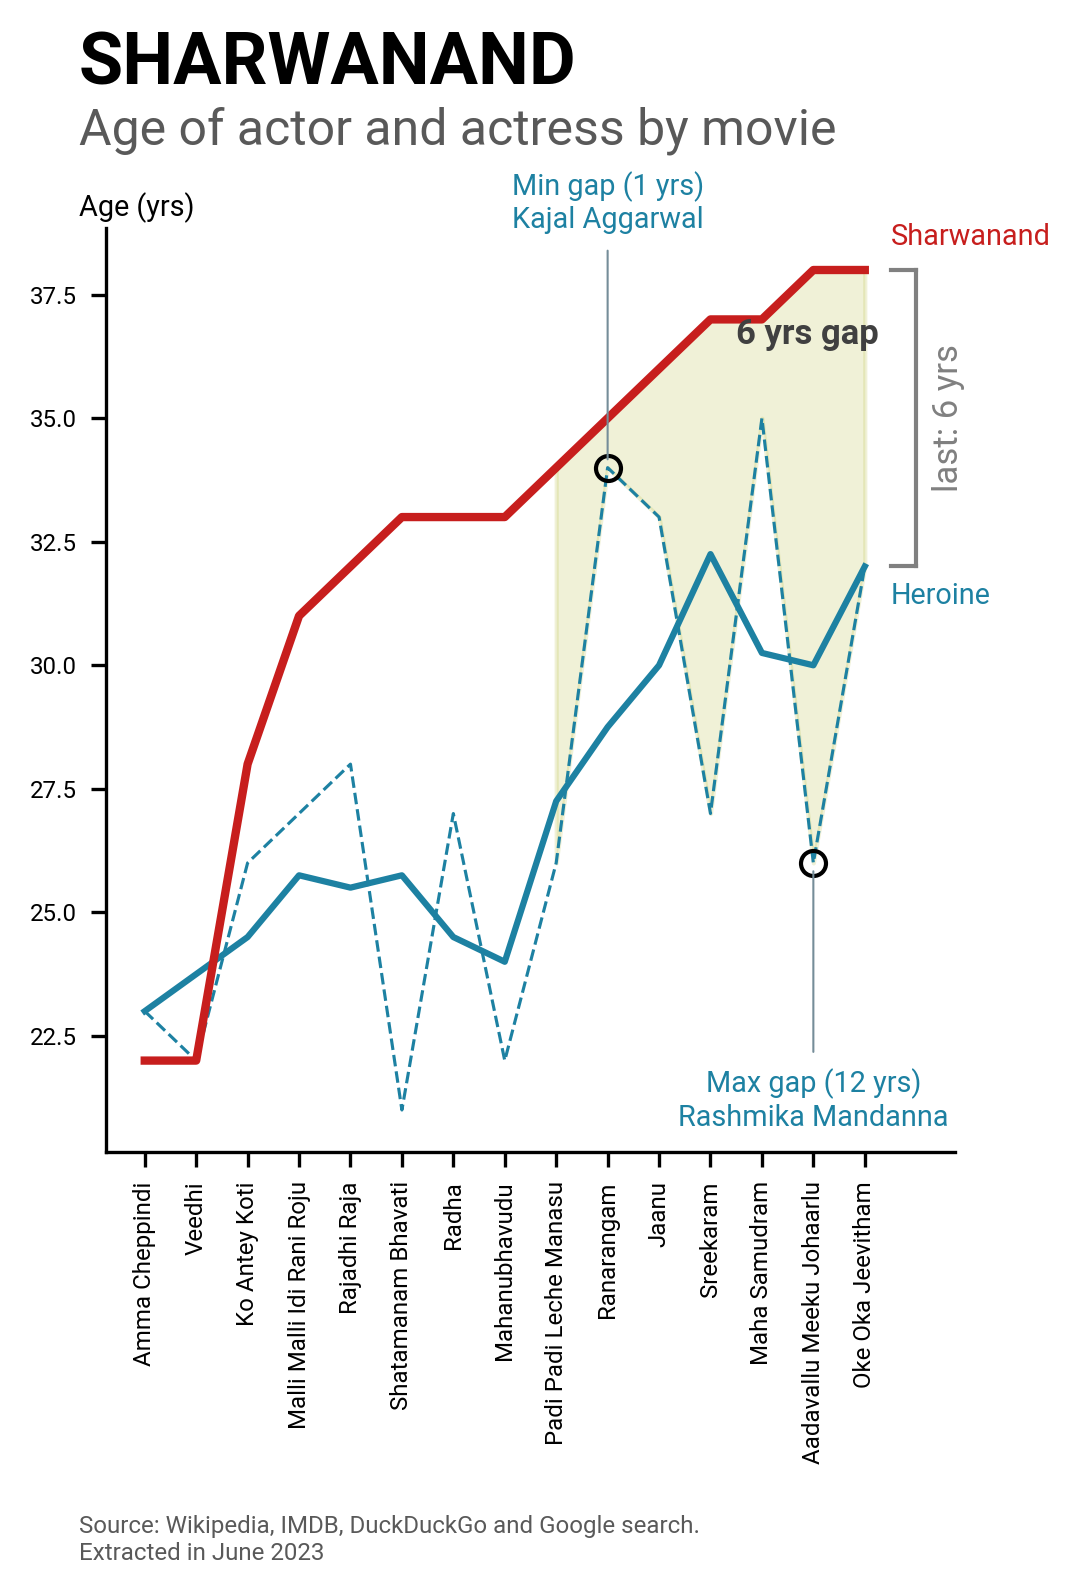 SHARWANAND
Age of actor and actress by movie
Min gap (1 yrs)
Kajal Aggarwal
Age (yrs)
Sharwanand
37.5
35.0
32.5
30.0
27.5
25.0
22.5
6 yrs gap
last: 6 yrs
Heroine
Max gap (12 yrs)
Rashmika Mandanna
Amma Cheppindi
Veedhi
Ko Antey Koti
Malli Malli Idi Rani Roju
Rajadhi Raja
Shatamanam Bhavati
Radha
Mahanubhavudu
Padi Padi Leche Manasu
Ranarangam
Jaanu
Sreekaram
Maha Samudram
Aadavallu Meeku Johaarlu
Oke Oka Jeevitham
Source: Wikipedia, IMDB, DuckDuckGo and Google search.
Extracted in June 2023